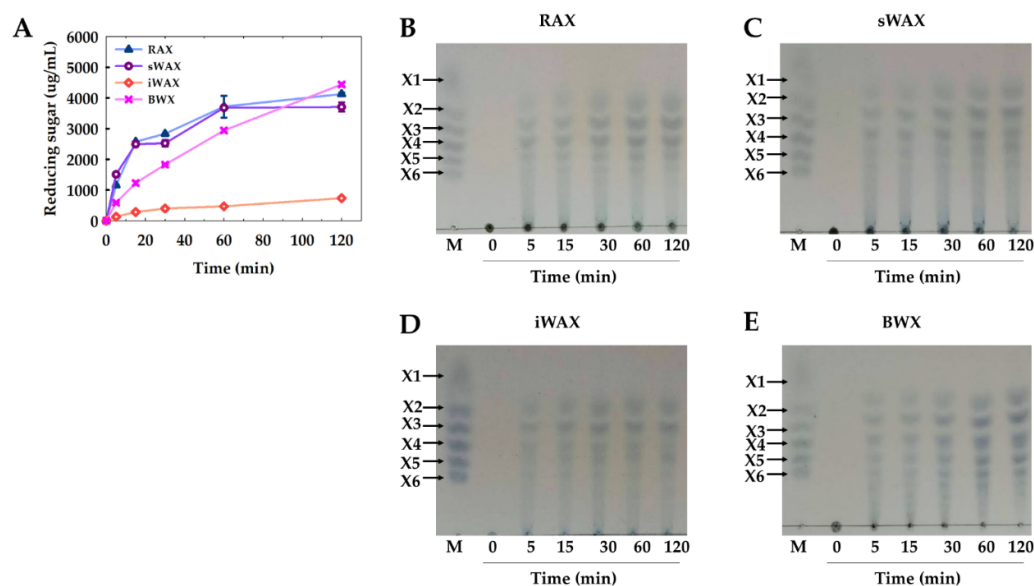 A
Reducing sugar (ug/mL)
6000
5000
4000
3000
2000
1000
0
RAX
sWAX
iWAX
BWX
0 20 40 60 80 100 120
Time (min)
B
RAX
X1
X2
X3
X4
X5
X6
M 0 5 15 30 60 120
Time (min)
C
sWAX
X1
X2
X3
X4
X5
X6
M 0 5 15 30 60 120
Time (min)
D
iWAX
X1
X2
X3
X4
X5
X6
M 0 5 15 30 60 120
Time (min)
E
BWX
X1
X2
X3
X4
X5
X6
M 0 5 15 30 60 120
Time (min)